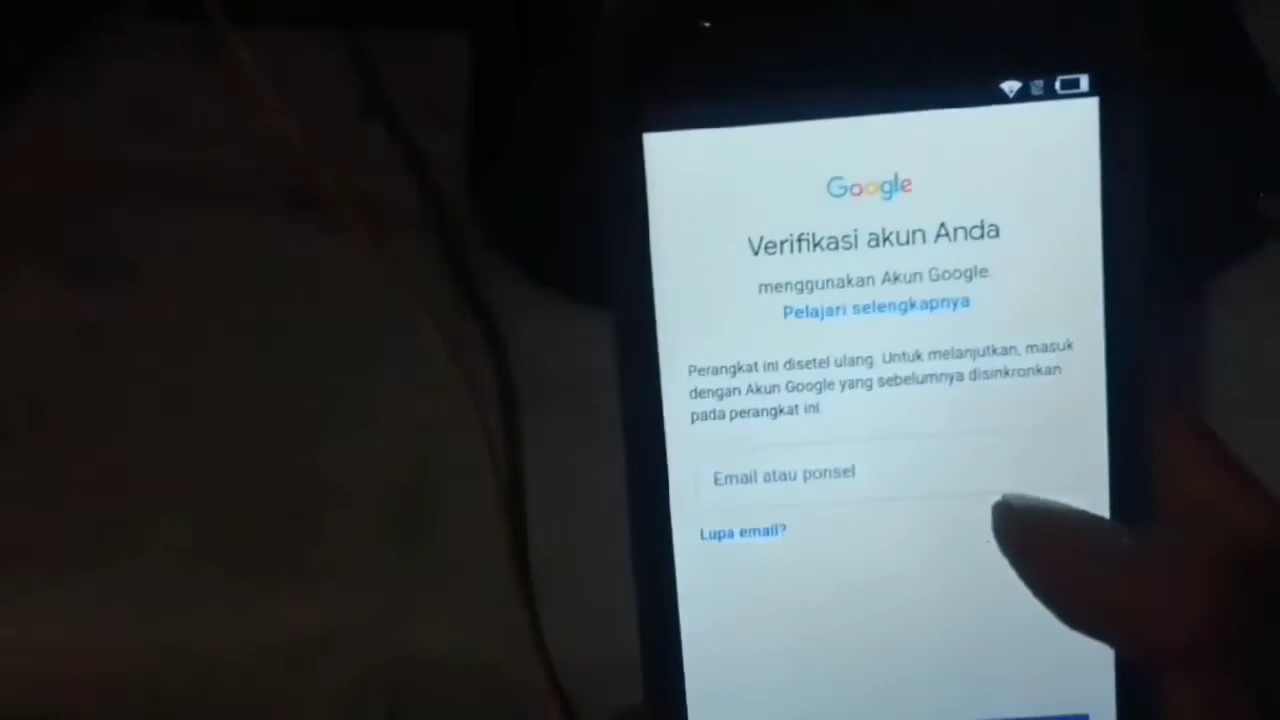 Google
Verifikasi akun Anda
menggunakan Akun Google.
Pelajari selengkapnya
Perangkat ini disetel ulang. Untuk melanjutkan, masuk
dengan Akun Google yang sebelumnya disinkronkan
pada perangkat ini.
Email atau ponsel
Lupa email?